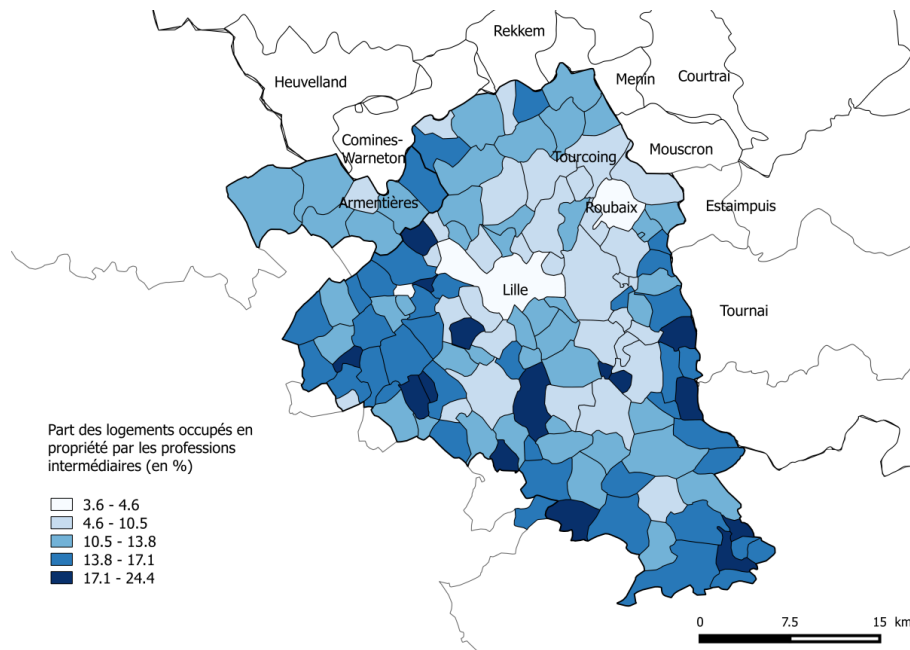 Rekkem
Heuvelland
Menin
Courtrai
Comines-
Warneton
Tourcoing
Mouscron
Armentières
Roubaix
Estaimpuis
Lille
Tournai
Part des logements occupés en
propriété par les professions
intermédiaires (en %)
3.6 - 4.6
4.6 - 10.5
10.5 - 13.8
13.8 - 17.1
17.1 - 24.4
0 7.5 15 km